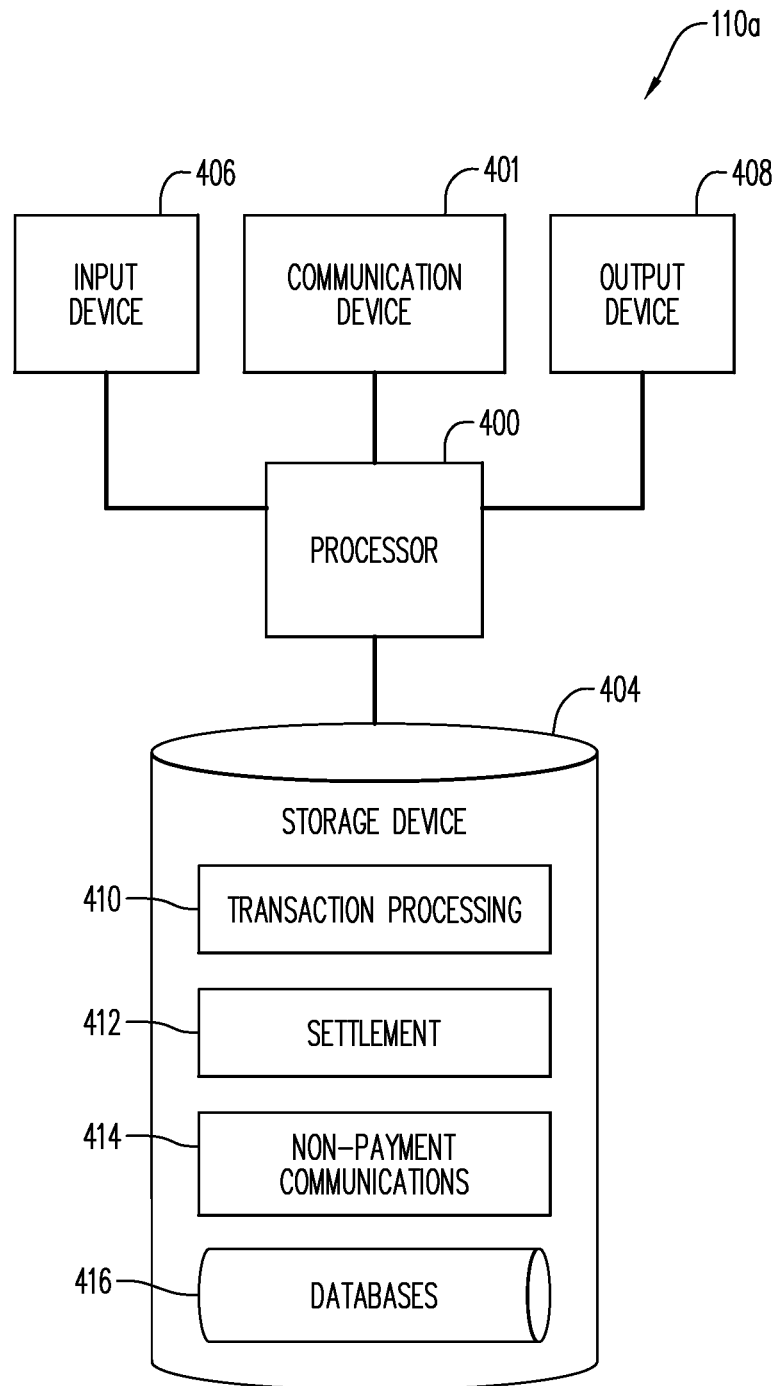 110a
406
401
408
INPUT
DEVICE
COMMUNICATION
DEVICE
OUTPUT
DEVICE
400
PROCESSOR
404
STORAGE DEVICE
410
TRANSACTION PROCESSING
412
SETTLEMENT
414
NON-PAYMENT
COMMUNICATIONS
416
DATABASES